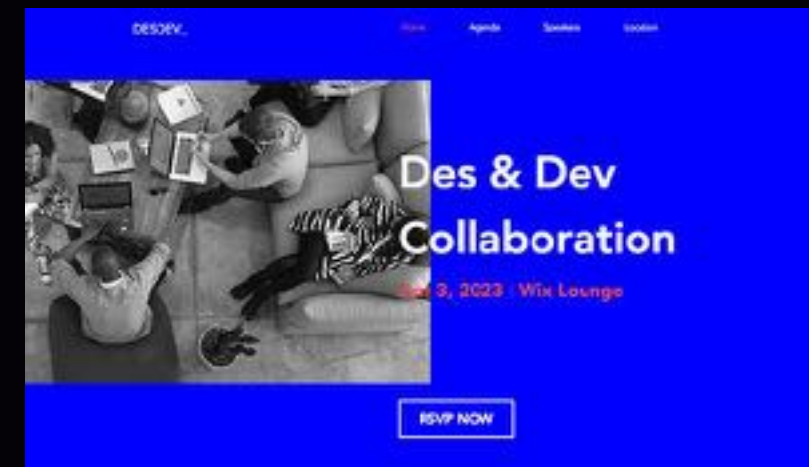 DESDEV_
Home Agenda Speakers Location
Des & Dev
Collaboration
3, 2023 | Wix Lounge
RSVP NOW